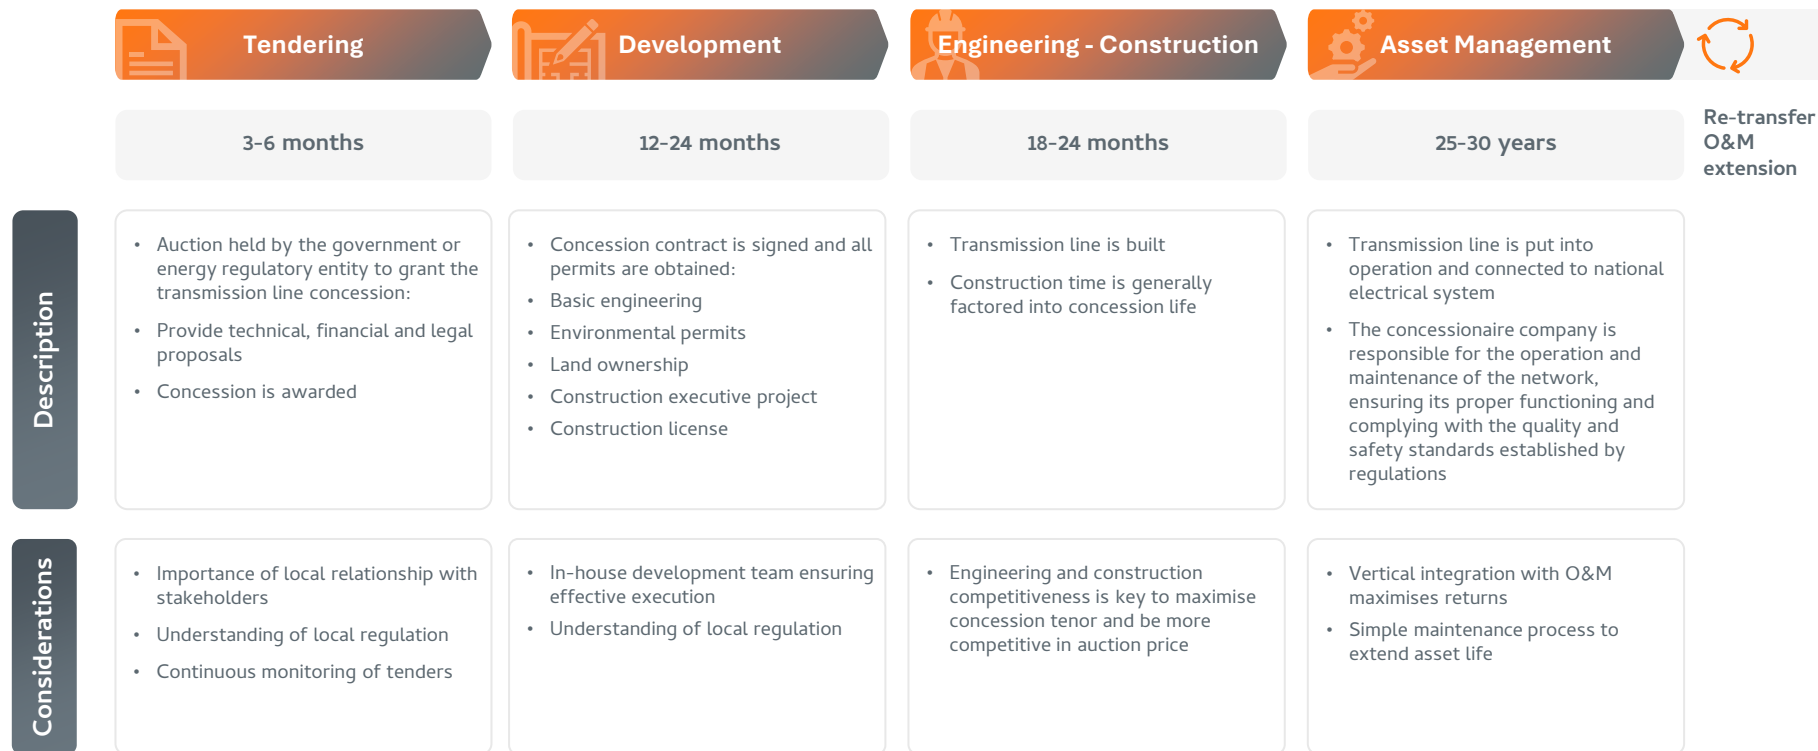 Tendering
Development
Engineering - Construction
Asset Management
3-6 months
12-24 months
18-24 months
25-30 years
Re-transfer
O&M
extension
Description
• Auction held by the government or
energy regulatory entity to grant the
transmission line concession:
• Provide technical, financial and legal
proposals
• Concession is awarded
• Concession contract is signed and all
permits are obtained:
• Basic engineering
• Environmental permits
• Land ownership
• Construction executive project
• Construction license
• Transmission line is built
• Construction time is generally
factored into concession life
• Transmission line is put into
operation and connected to national
electrical system
• The concessionaire company is
responsible for the operation and
maintenance of the network,
ensuring its proper functioning and
complying with the quality and
safety standards established by
regulations
Considerations
• Importance of local relationship with
stakeholders
• Understanding of local regulation
• Continuous monitoring of tenders
• In-house development team ensuring
effective execution
• Understanding of local regulation
• Engineering and construction
competitiveness is key to maximise
concession tenor and be more
competitive in auction price
• Vertical integration with O&M
maximises returns
• Simple maintenance process to
extend asset life